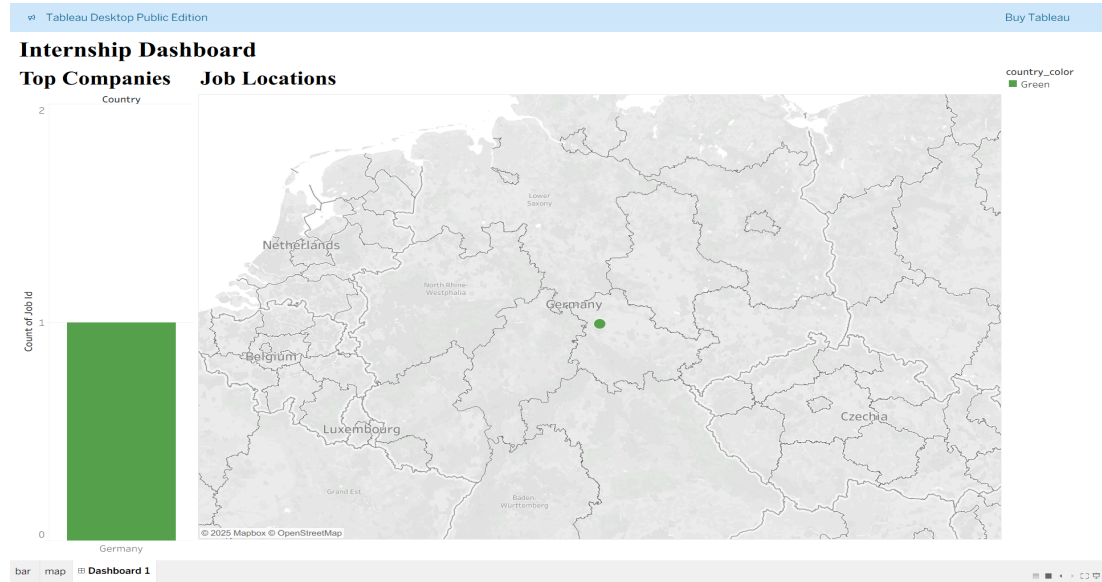 Tableau Desktop Public Edition
Buy Tableau
Internship Dashboard
Top Companies
Job Locations
country_color
Green
Country
2
1
0
Count of Job Id
Germany
Lower
Saxony
Netherlands
North Rhine-
Westphalia
Germany
Belgium
Luxembourg
Czechia
Grand Est
Baden-
Württemberg
© 2025 Mapbox © OpenStreetMap
bar
map
Dashboard 1